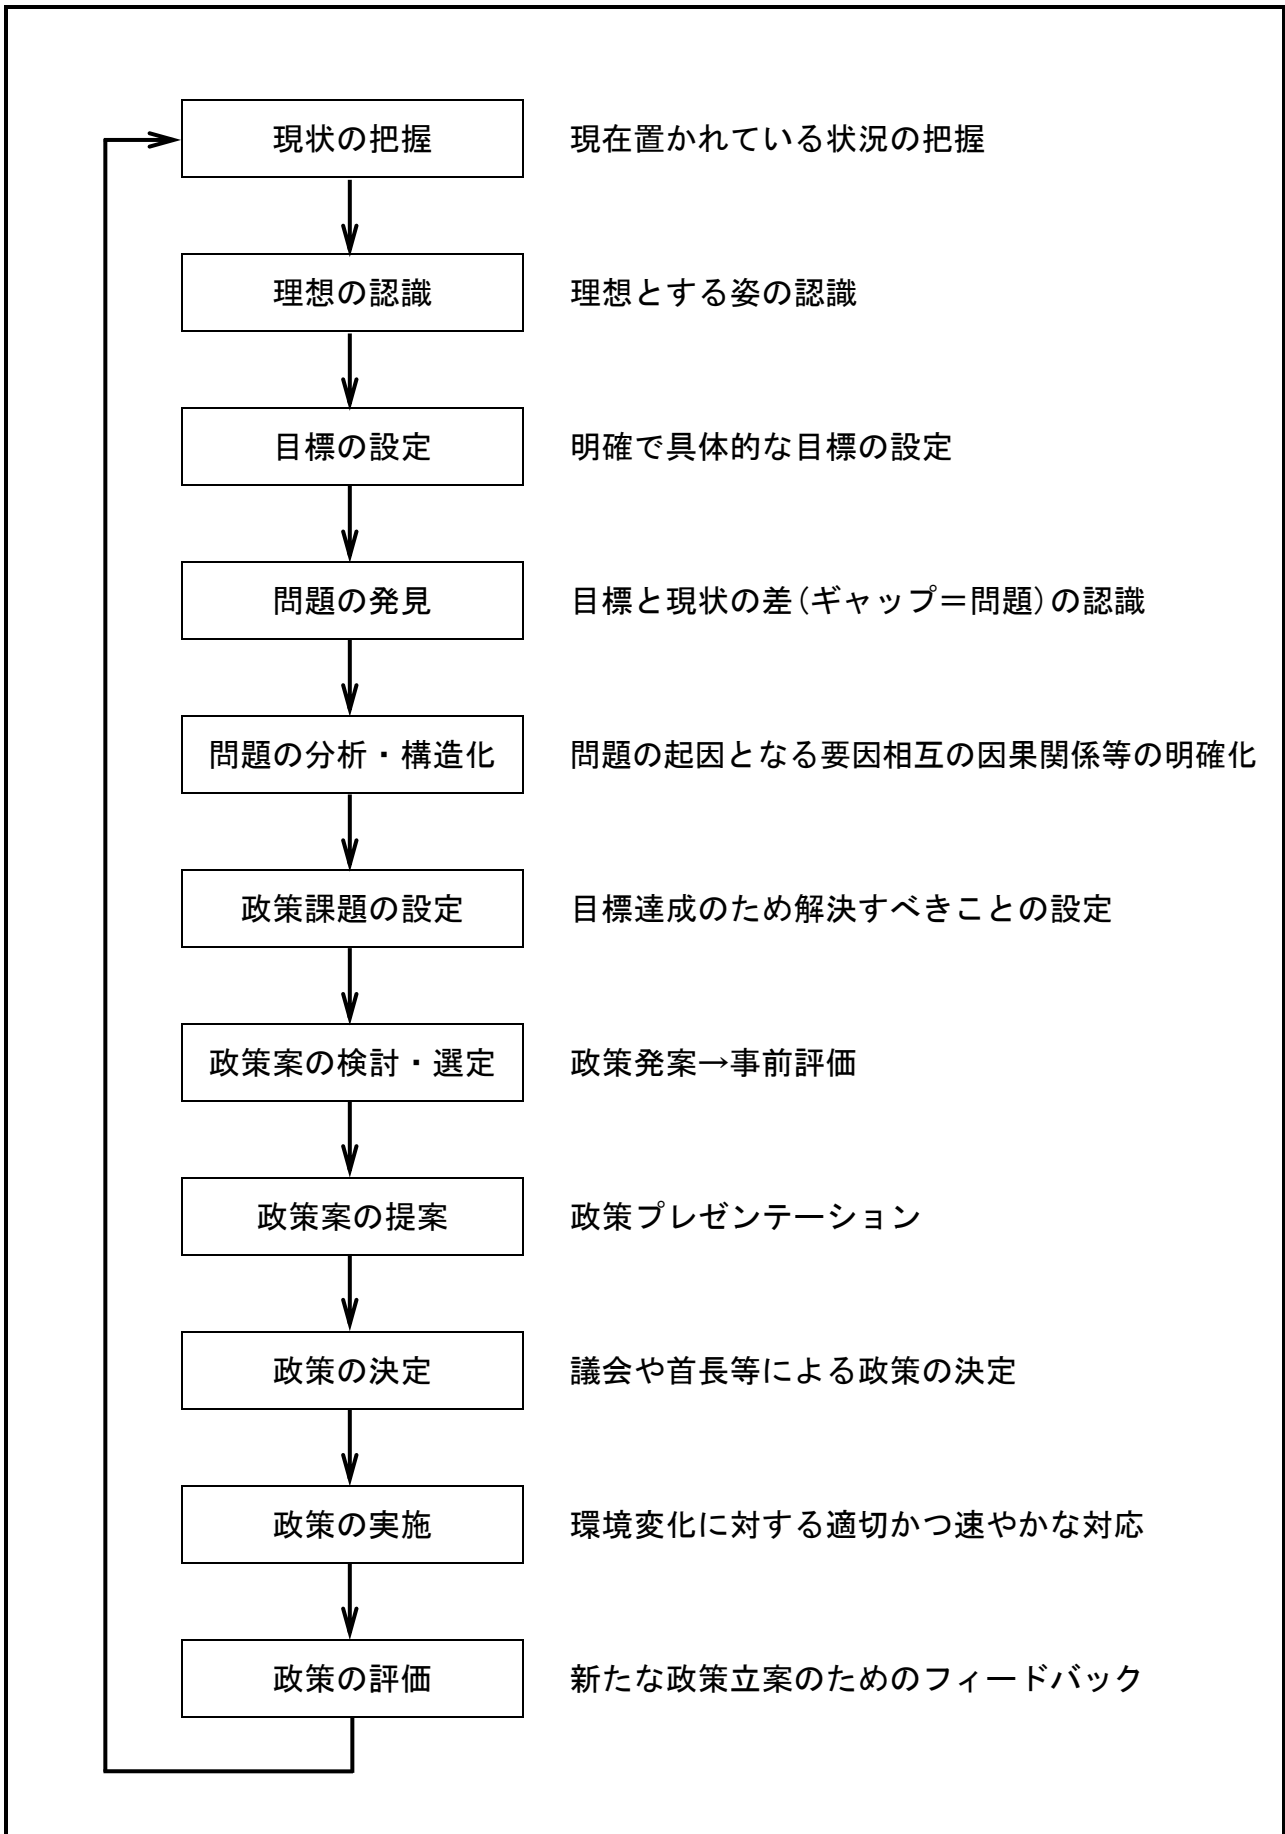 現状の把握 現在置かれている状況の把握
理想の認識 理想とする姿の認識
目標の設定 明確で具体的な目標の設定
問題の発見 目標と現状の差(ギャップ＝問題)の認識
問題の分析・構造化 問題の起因となる要因相互の因果関係等の明確化
政策課題の設定 目標達成のため解決すべきことの設定
政策案の検討・選定 政策発案→事前評価
政策案の提案 政策プレゼンテーション
政策の決定 議会や首長等による政策の決定
政策の実施 環境変化に対する適切かつ速やかな対応
政策の評価 新たな政策立案のためのフィードバック